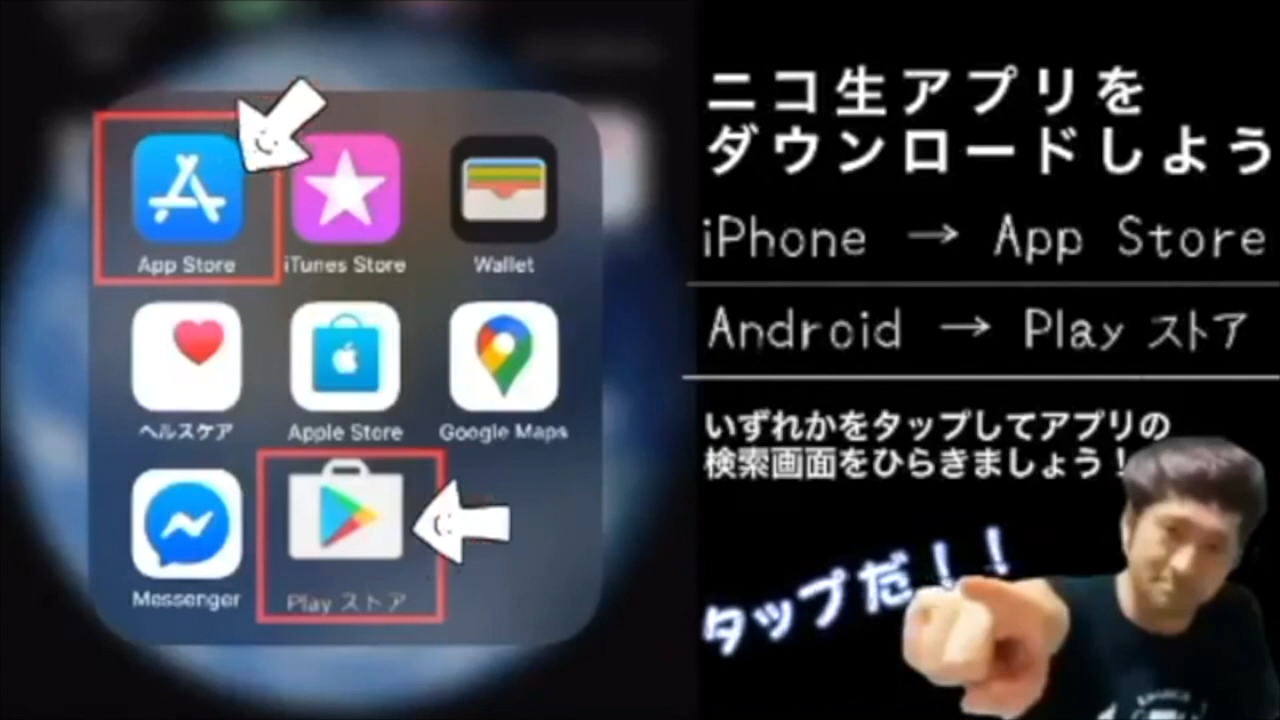 App Store
iTunes Store
Wallet
ヘルスケア
Apple Store
Google Maps
Messenger
Play ストア
ニコ生アプリを
ダウンロードしよう
iPhone → App Store
Android → Play ストア
いずれかをタップしてアプリの
検索画面をひらきましょう！
タップだ！！